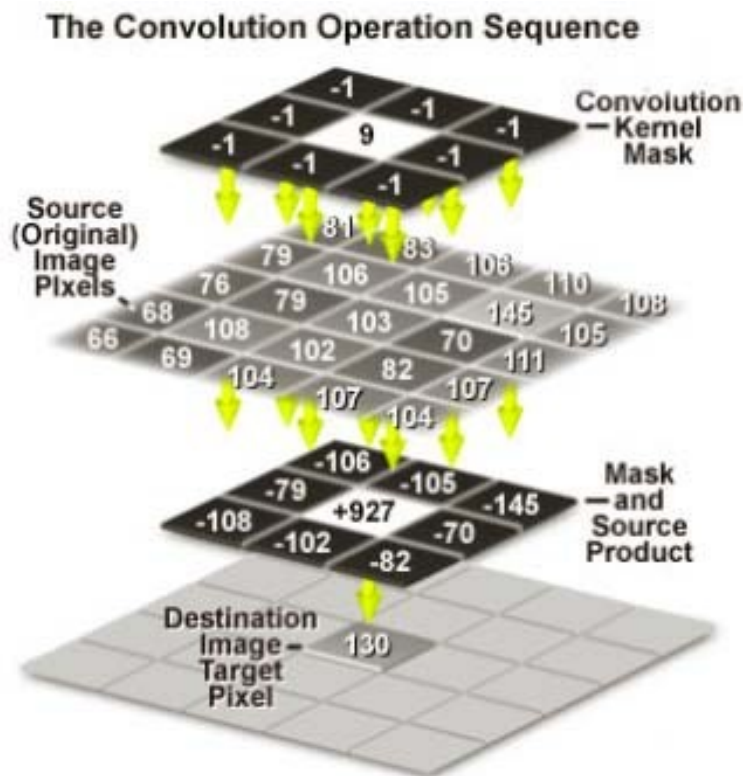 The Convolution Operation Sequence
-1
-1 -1
-1 9 -1
-1 -1
-1
Convolution
Kernel
Mask
Source
(Original)
Image
Pixels
81
79 83
76 106 106
68 79 105 110
66 108 103 145 108
69 102 70 105
104 82 111
107 107
104
-106
-79 -105
-108 +927 -145
-102 -70
-82
Mask
and
Source
Product
Destination
Image
Target
Pixel
130